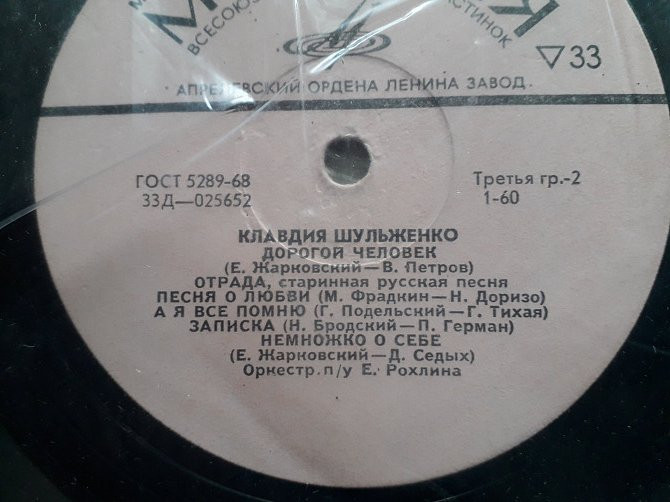 ВСЕСОЮЗ
СТИНОК
▽33
АПРЕЛЕВСКИЙ ОРДЕНА ЛЕНИНА ЗАВОД
ГОСТ 5289-68
Третья гр.-2
33Д—025652
1-60
КЛАВДИЯ ШУЛЬЖЕНКО
ДОРОГОЙ ЧЕЛОВЕК
(Е. Жарковский—В. Петров)
ОТРАДА, старинная русская песня
ПЕСНЯ О ЛЮБВИ (М. Фрадкин—Н. Доризо)
А Я ВСЕ ПОМНЮ (Г. Подельский—Г. Тихая)
ЗАПИСКА (Н. Бродский—П. Герман)
НЕМНОЖКО О СЕБЕ
(Е. Жарковский—Д. Седых)
Оркестр п/у Е. Рохлина